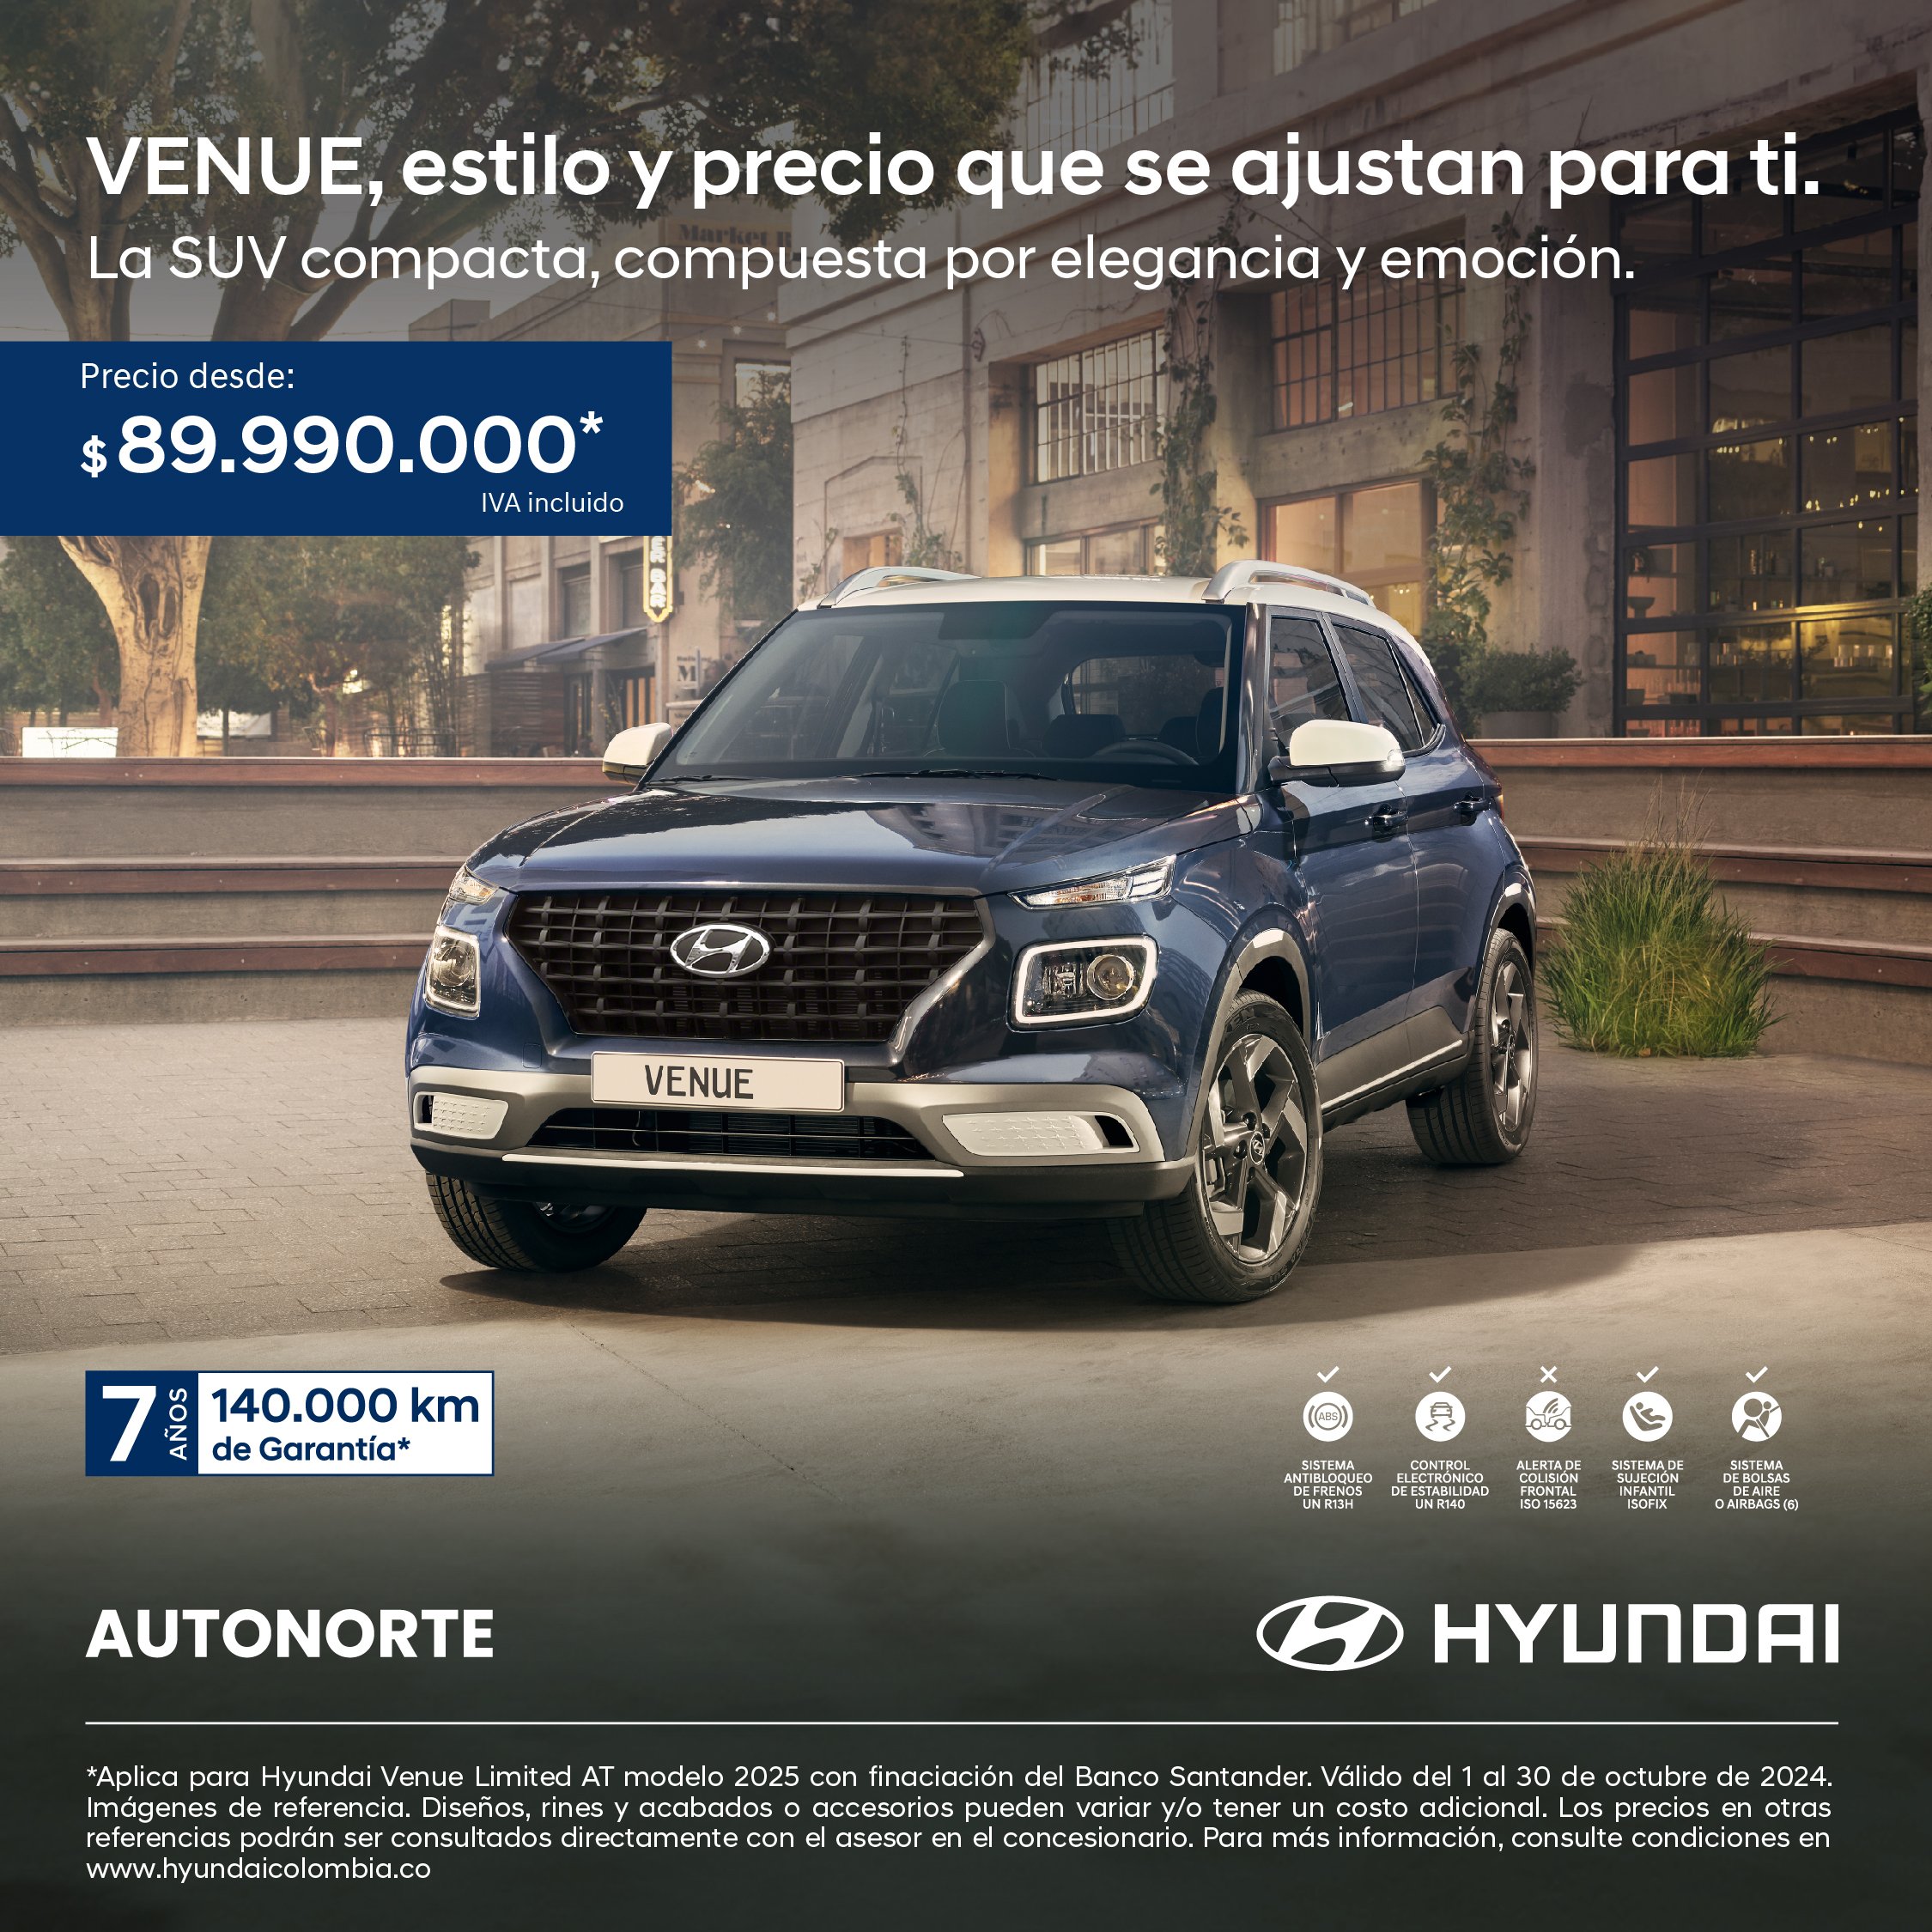 VENUE, estilo y precio que se ajustan para ti.
La SUV compacta, compuesta por elegancia y emoción.
Precio desde:
$ 89.990.000*
IVA incluido
BAR
VENUE
7 AÑOS
140.000 km
de Garantía*
ABS
SISTEMA
ANTIBLOQUEO
DE FRENOS
UN R13H
CONTROL
ELECTRÓNICO
DE ESTABILIDAD
UN R140
ALERTA DE
COLISIÓN
FRONTAL
ISO 15623
SISTEMA DE
SUJECIÓN
INFANTIL
ISOFIX
SISTEMA
DE BOLSAS
DE AIRE
O AIRBAGS (6)
AUTONORTE
HYUNDAI
*Aplica para Hyundai Venue Limited AT modelo 2025 con finaciación del Banco Santander. Válido del 1 al 30 de octubre de 2024.
Imágenes de referencia. Diseños, rines y acabados o accesorios pueden variar y/o tener un costo adicional. Los precios en otras
referencias podrán ser consultados directamente con el asesor en el concesionario. Para más información, consulte condiciones en
www.hyundaicolombia.co